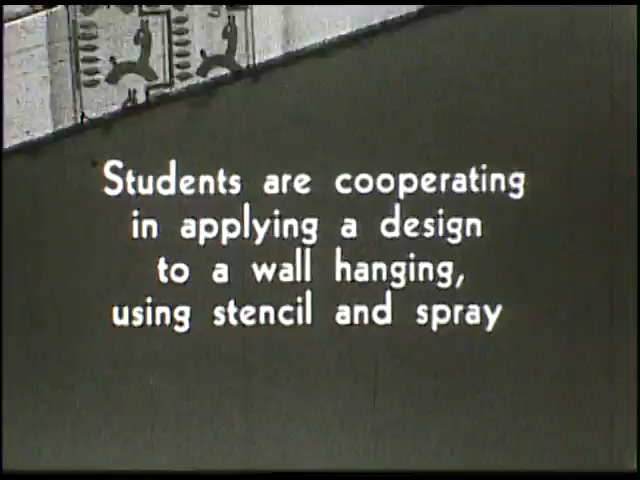 Students are cooperating
in applying a design
to a wall hanging,
using stencil and spray